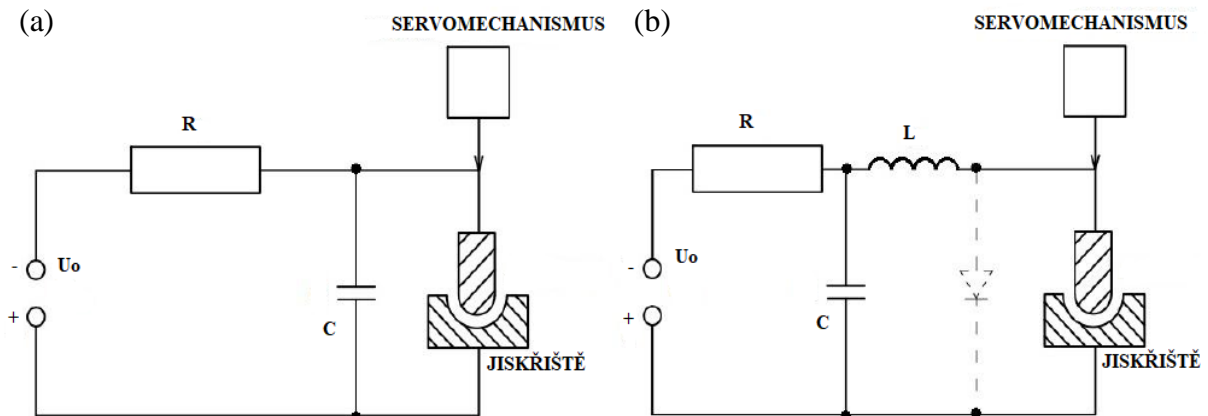 (a)
SERVOMECHANISMUS
R
-
Uo
+
C
JISKŘIŠTĚ
(b)
SERVOMECHANISMUS
R
L
-
Uo
+
C
JISKŘIŠTĚ